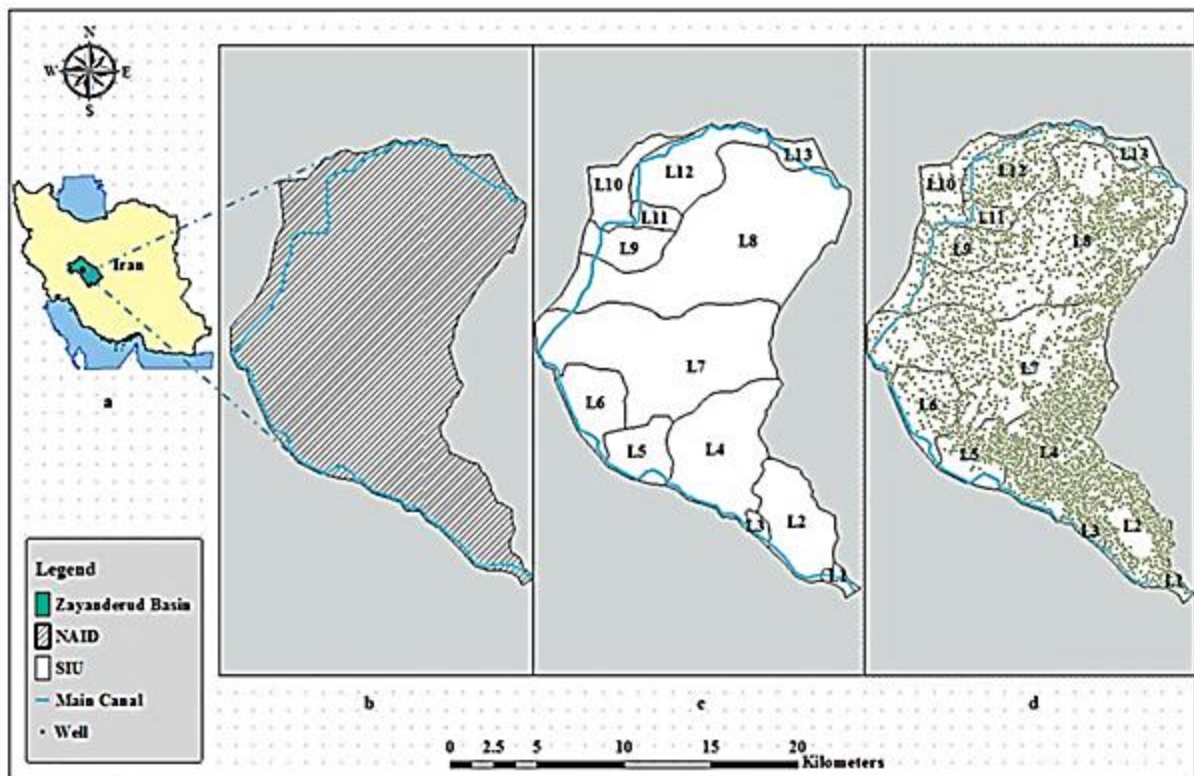 N
W E
S
Iran
a
L10
L12
L13
L11
L9
L8
L7
L6
L5
L4
L3
L2
L1
L10
L12
L13
L11
L9
L8
L7
L6
L5
L4
L3
L2
L1
Legend
Zayanderud Basin
NAID
SIU
Main Canal
Well
b c d
0 2.5 5 10 15 20
Kilometers